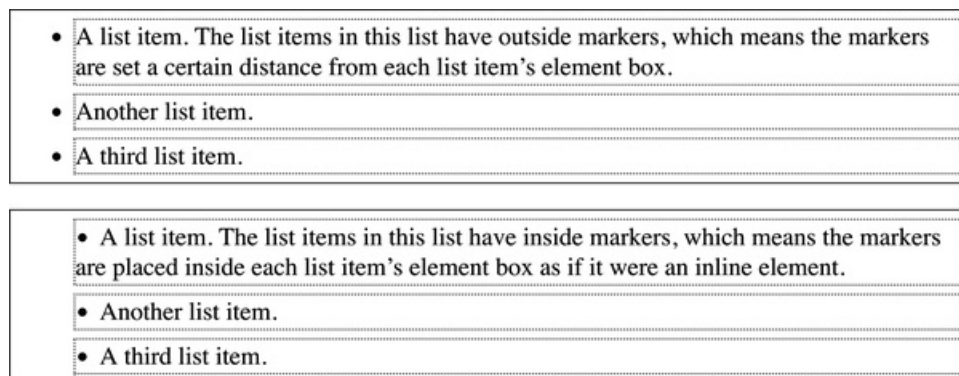 • A list item. The list items in this list have outside markers, which means the markers
are set a certain distance from each list item’s element box.
• Another list item.
• A third list item.
• A list item. The list items in this list have inside markers, which means the markers
are placed inside each list item’s element box as if it were an inline element.
• Another list item.
• A third list item.